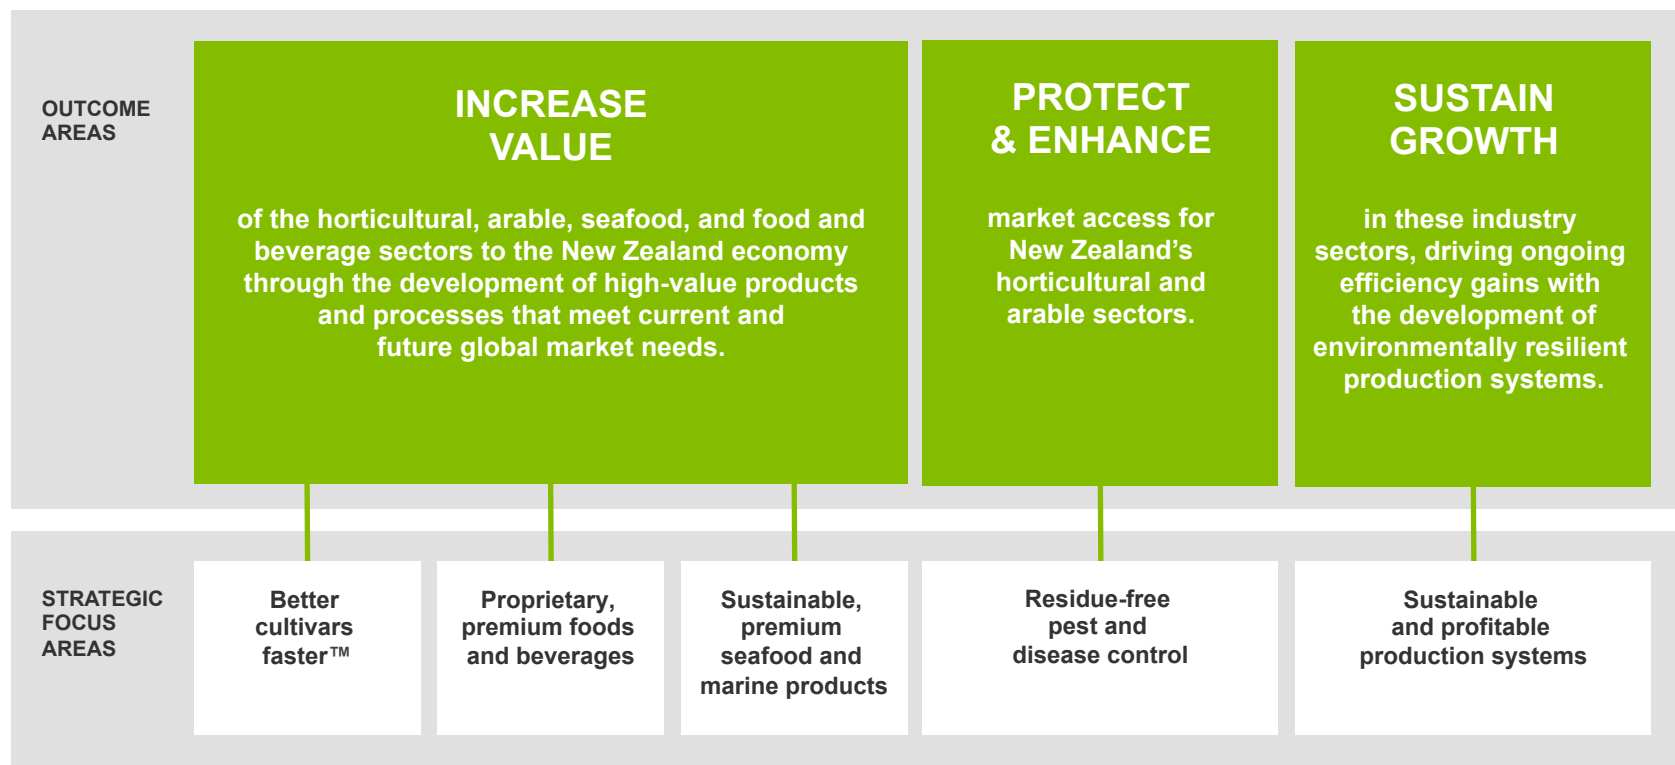 OUTCOME
AREAS
INCREASE
VALUE
of the horticultural, arable, seafood, and food and
beverage sectors to the New Zealand economy
through the development of high-value products
and processes that meet current and
future global market needs.
PROTECT
& ENHANCE
market access for
New Zealand’s
horticultural and
arable sectors.
SUSTAIN
GROWTH
in these industry
sectors, driving ongoing
efficiency gains with
the development of
environmentally resilient
production systems.
STRATEGIC
FOCUS
AREAS
Better
cultivars
faster™
Proprietary,
premium foods
and beverages
Sustainable,
premium
seafood and
marine products
Residue-free
pest and
disease control
Sustainable
and profitable
production systems